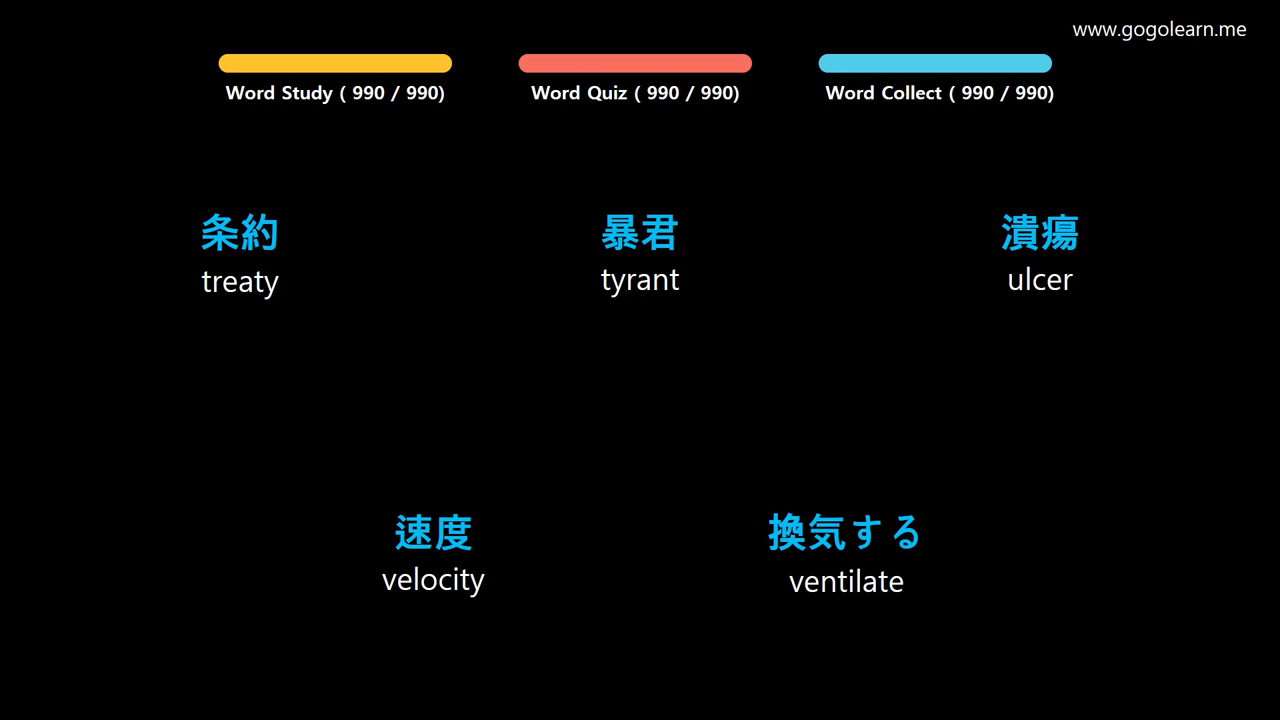 www.gogolearn.me
Word Study ( 990 / 990)
Word Quiz ( 990 / 990)
Word Collect ( 990 / 990)
条約
treaty
暴君
tyrant
潰瘍
ulcer
速度
velocity
換気する
ventilate